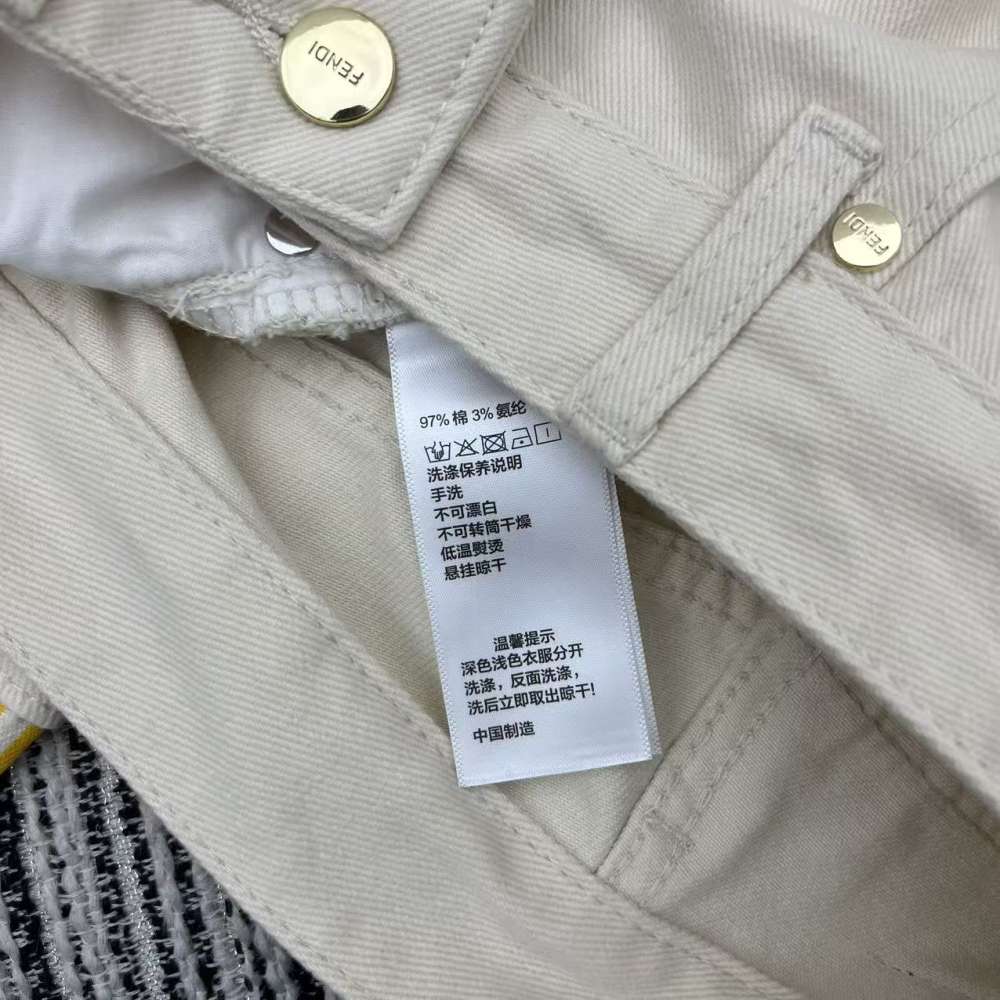 FENDI
FENDI
97% 棉 3% 氨纶
洗涤保养说明
手洗
不可漂白
不可转筒干燥
低温熨烫
悬挂晾干
温馨提示
深色浅色衣服分开
洗涤，反面洗涤，
洗后立即取出晾干!
中国制造